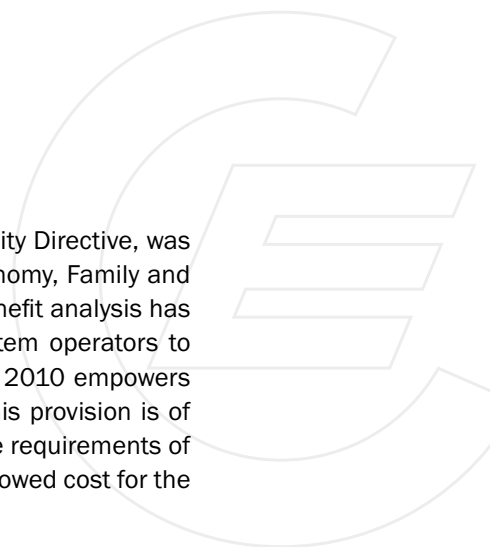 ity Directive, was
nomy, Family and
nefit analysis has
tem operators to
2010 empowers
is provision is of
e requirements of
owed cost for the